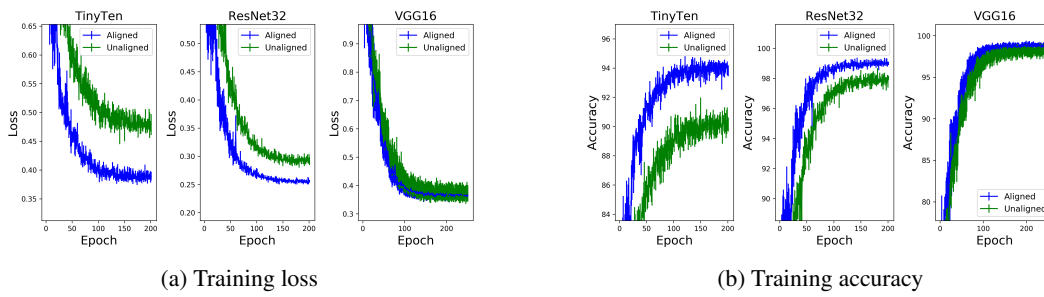 TinyTen
ResNet32
VGG16
Loss
0.65
0.60
0.55
0.50
0.45
0.40
0.35
0 50 100 150 200
Epoch
Aligned
Unaligned
Loss
0.50
0.45
0.40
0.35
0.30
0.25
0.20
0 50 100 150 200
Epoch
Aligned
Unaligned
Loss
0.9
0.8
0.7
0.6
0.5
0.4
0.3
0 100 200
Epoch
Aligned
Unaligned
(a) Training loss
TinyTen
ResNet32
VGG16
Accuracy
96
94
92
90
88
86
84
0 50 100 150 200
Epoch
Aligned
Unaligned
Accuracy
100
98
96
94
92
90
0 50 100 150 200
Epoch
Aligned
Unaligned
Accuracy
100
95
90
85
80
0 100 200
Epoch
Aligned
Unaligned
(b) Training accuracy